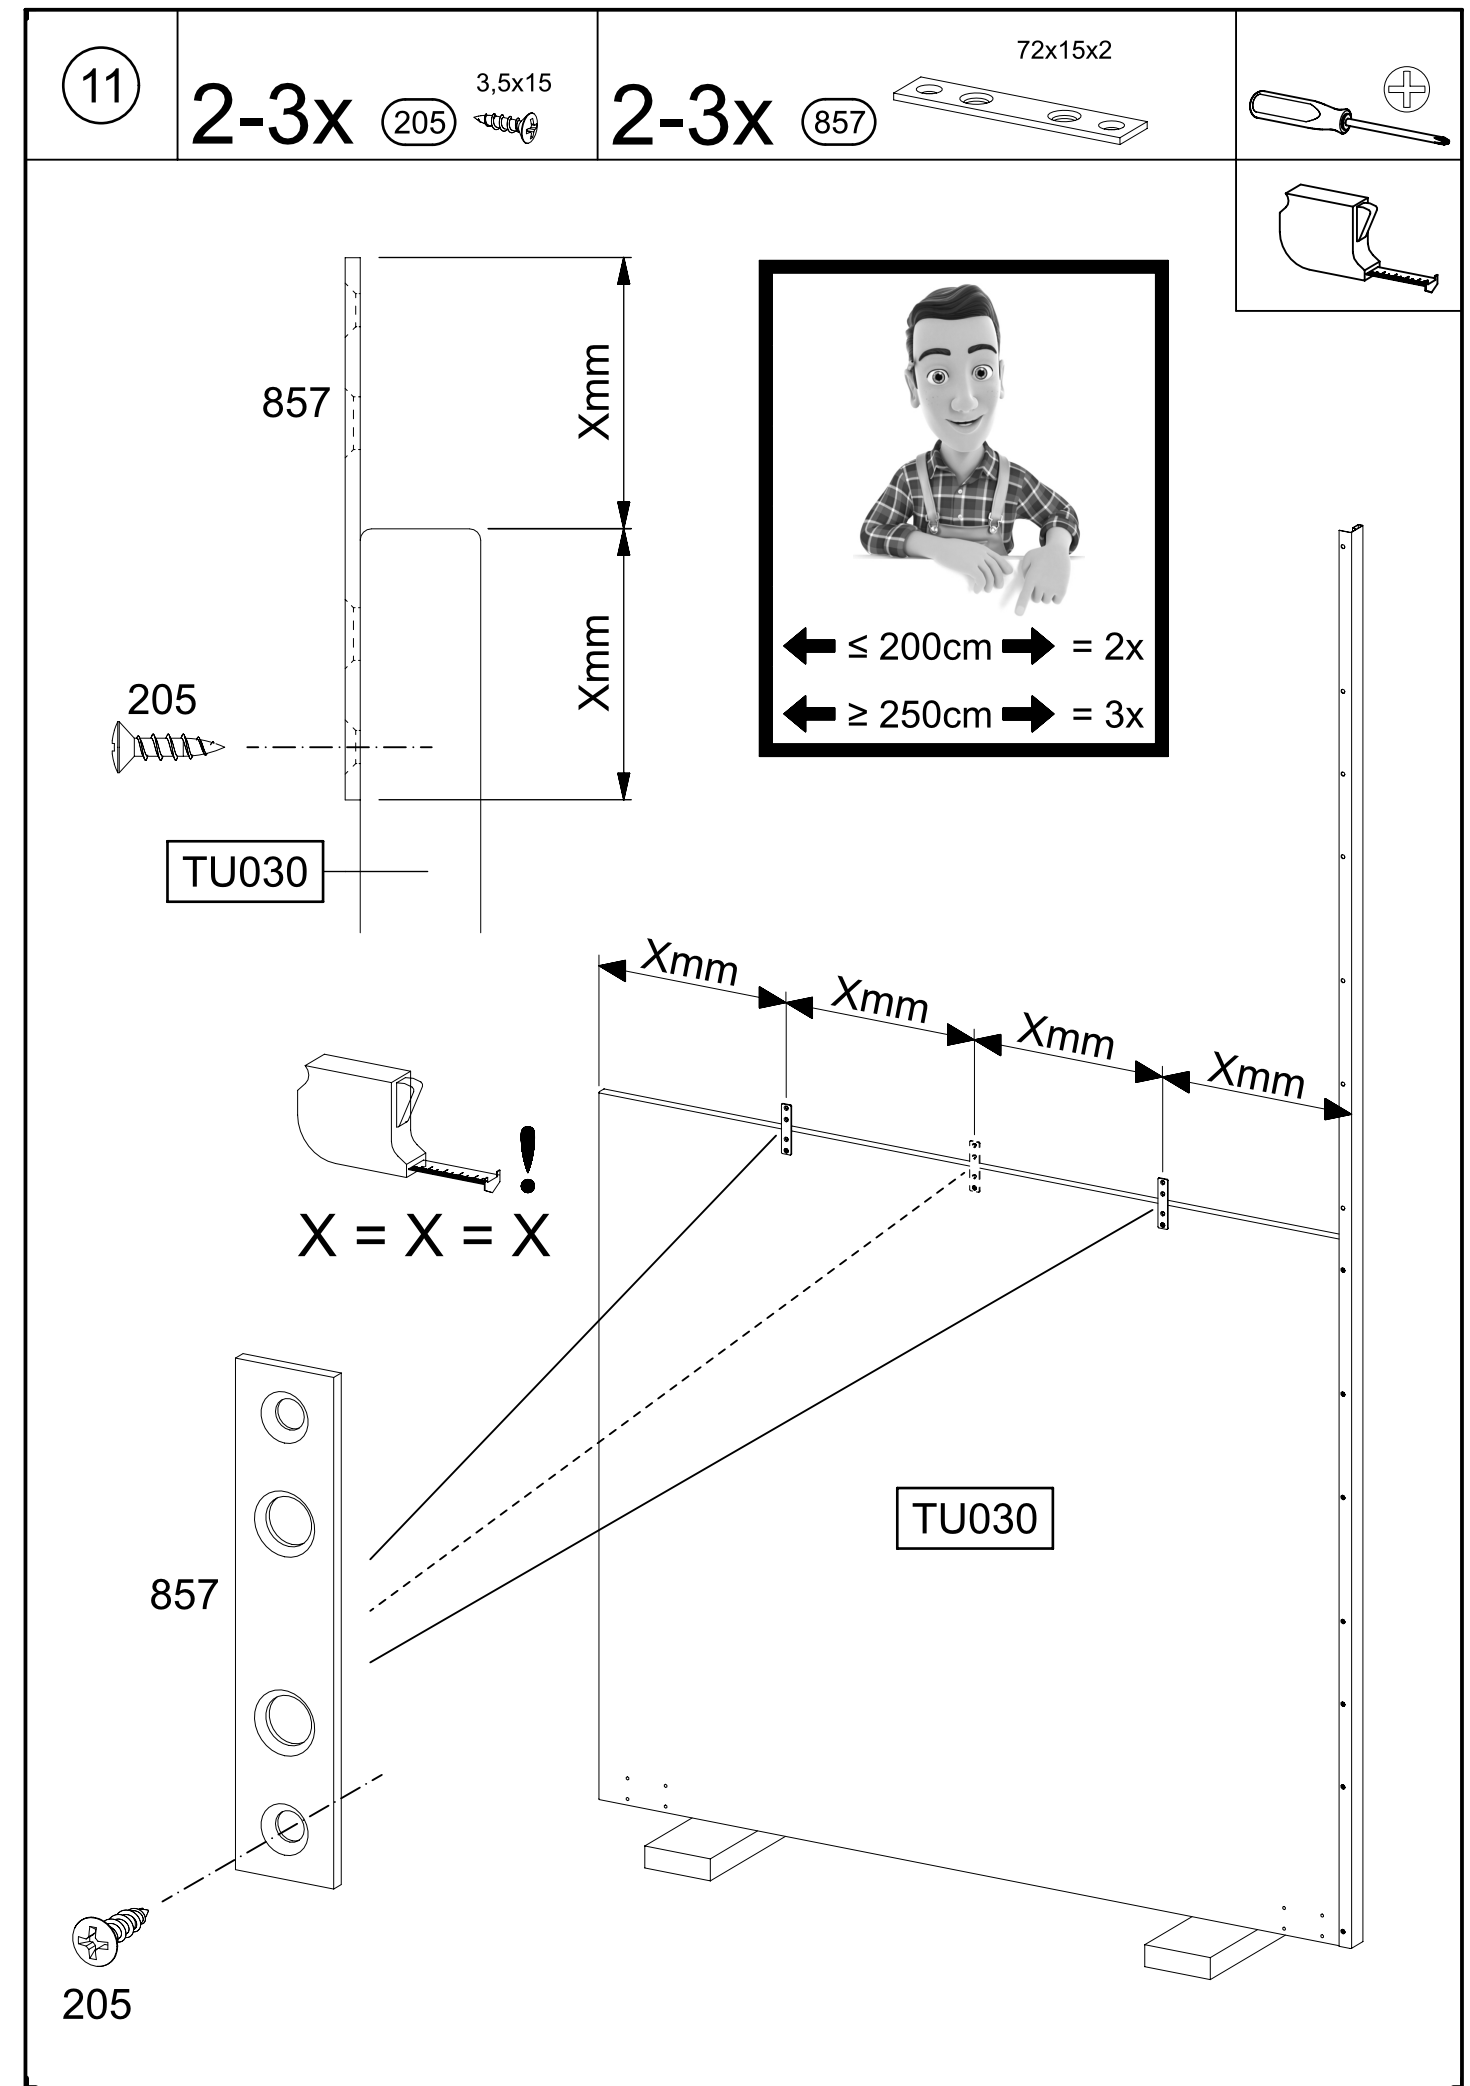 11
2-3x 205 3,5x15
2-3x 857 72x15x2
857
Xmm
Xmm
205
TU030
≤ 200cm = 2x
≥ 250cm = 3x
Xmm
Xmm
Xmm
Xmm
!
X = X = X
TU030
857
205